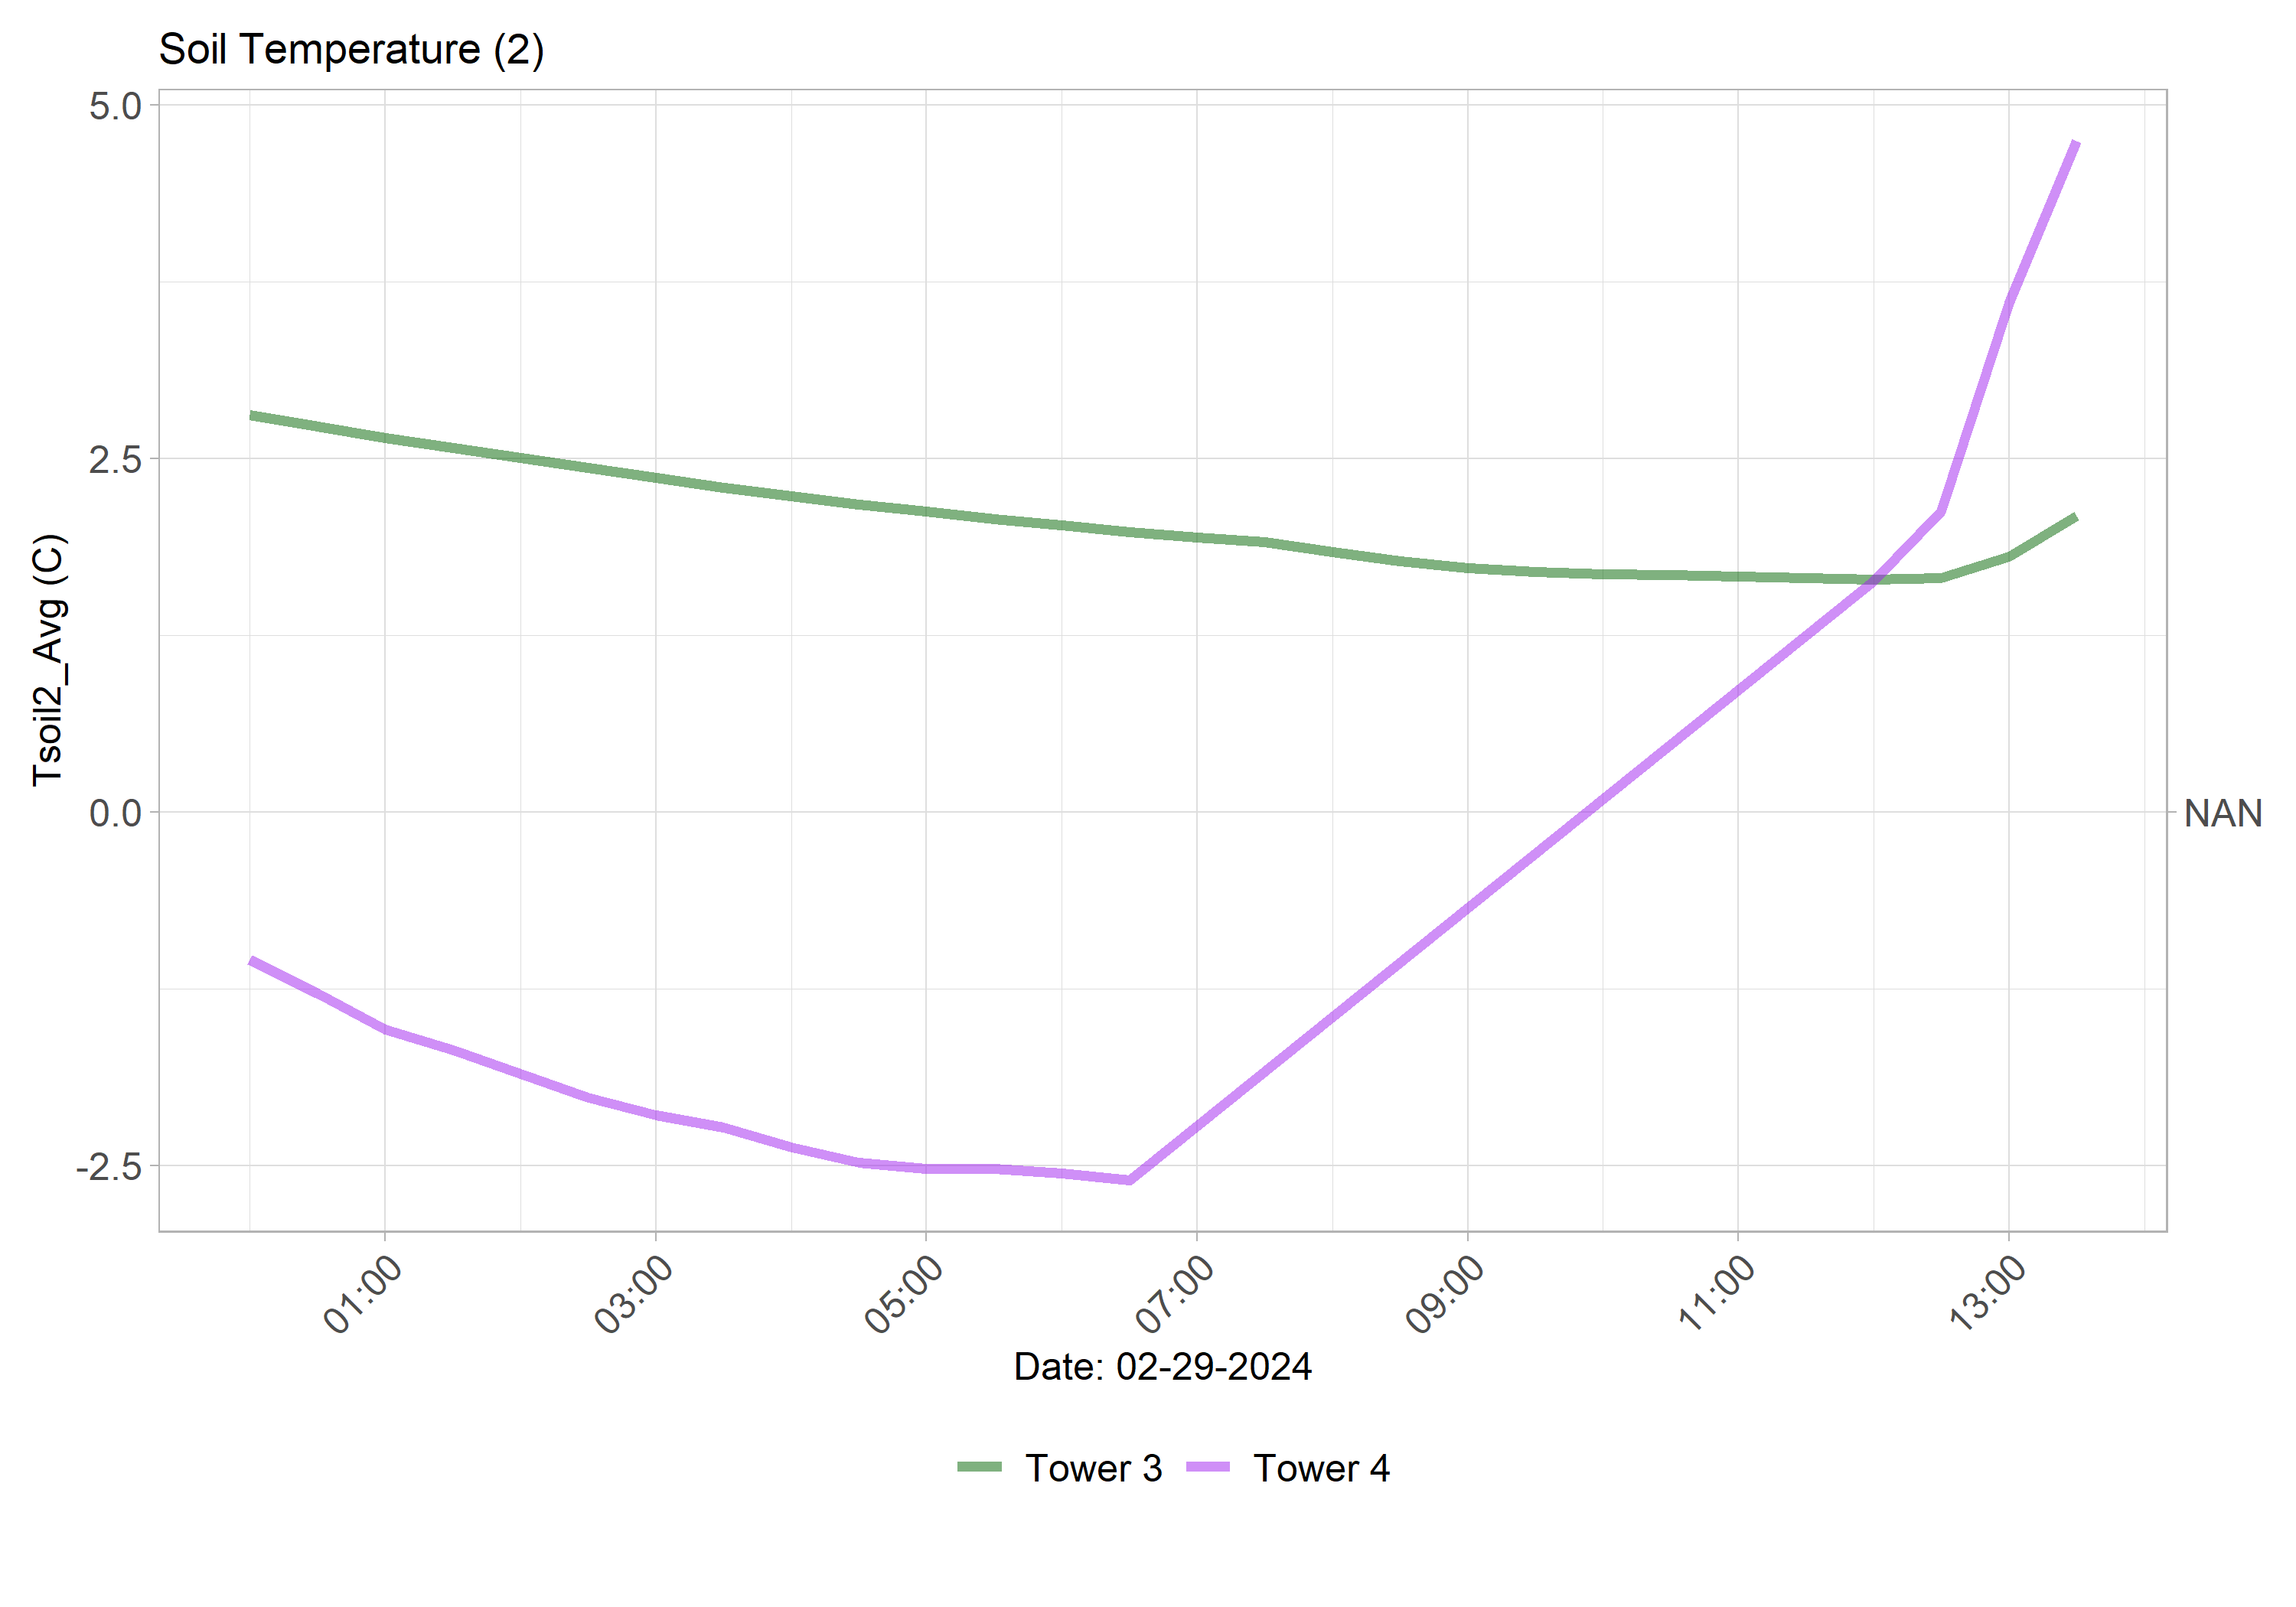 Soil Temperature (2)
Tsoil2_Avg (C)
5.0
2.5
0.0
-2.5
NAN
01:00
03:00
05:00
07:00
09:00
11:00
13:00
Date: 02-29-2024
Tower 3
Tower 4